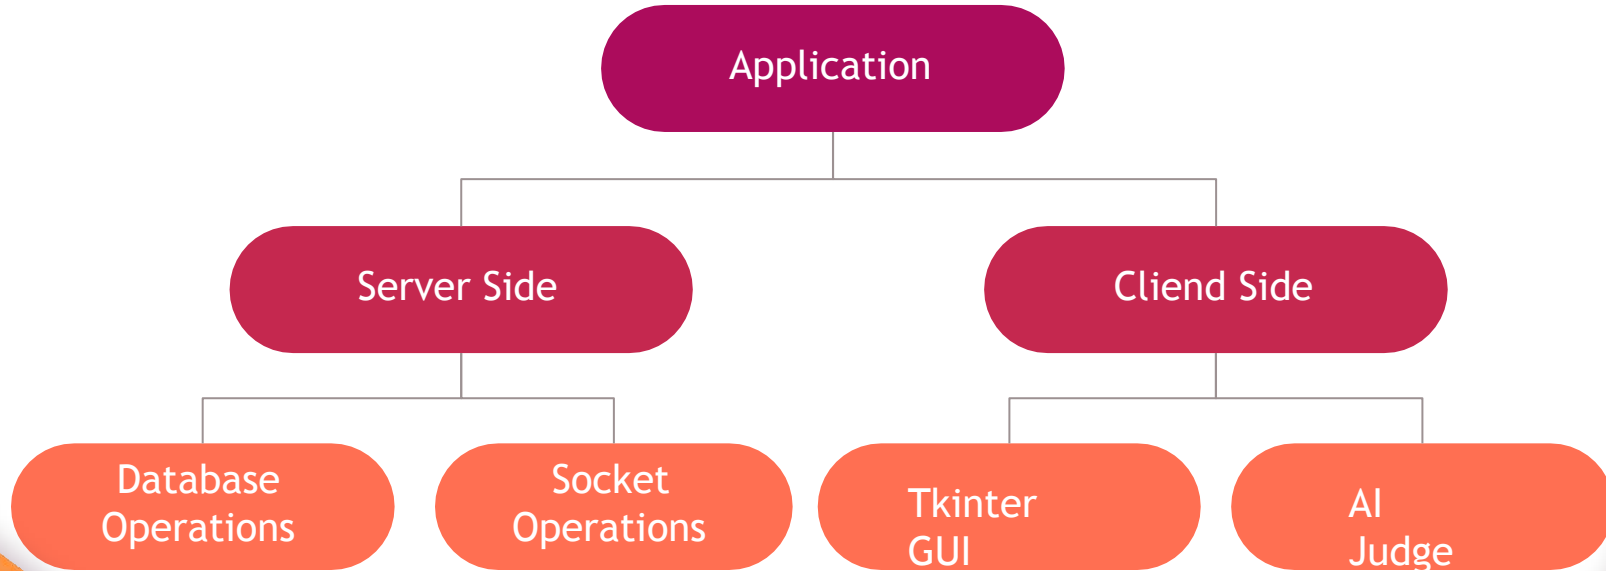 Application
Server Side
Cliend Side
Database
Operations
Socket
Operations
Tkinter
GUI
AI
Judge